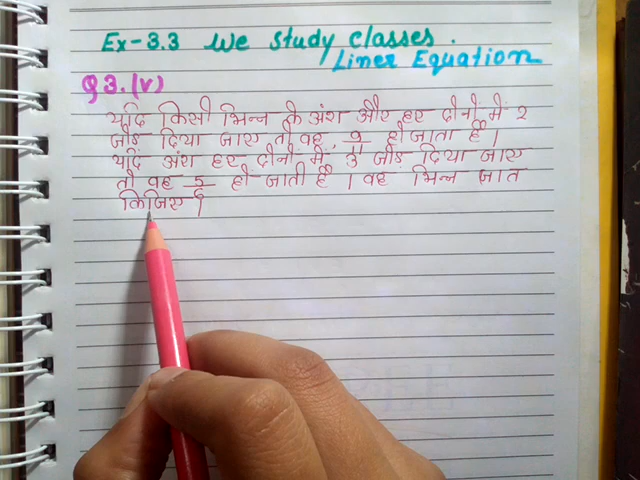 Ex-3.3 We study classes.
Liner Equation
Q3.(v)
यदि किसी भिन्न के अंश और हर दोनों में 2
जोड़ दिया जाए तो वह 9/11 हो जाता है।
यदि अंश हर दोनों में 3 जोड़ दिया जाए
तो वह 5/6 हो जाती है। वह भिन्न ज्ञात
किजिए।